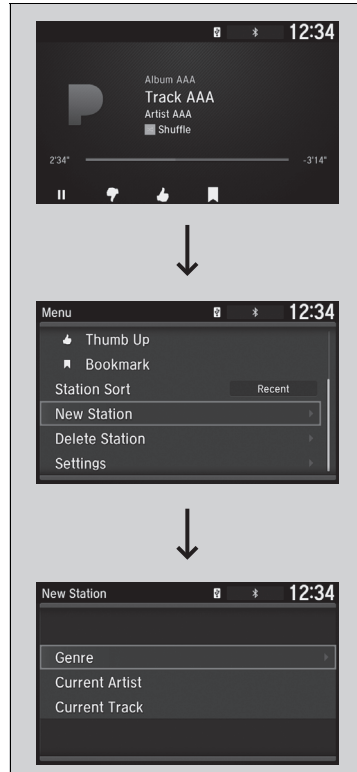 12:34
Album AAA
Track AAA
Artist AAA
Shuffle
2'34"
-3'14"
Menu
12:34
Thumb Up
Bookmark
Station Sort
Recent
New Station
Delete Station
Settings
New Station
12:34
Genre
Current Artist
Current Track